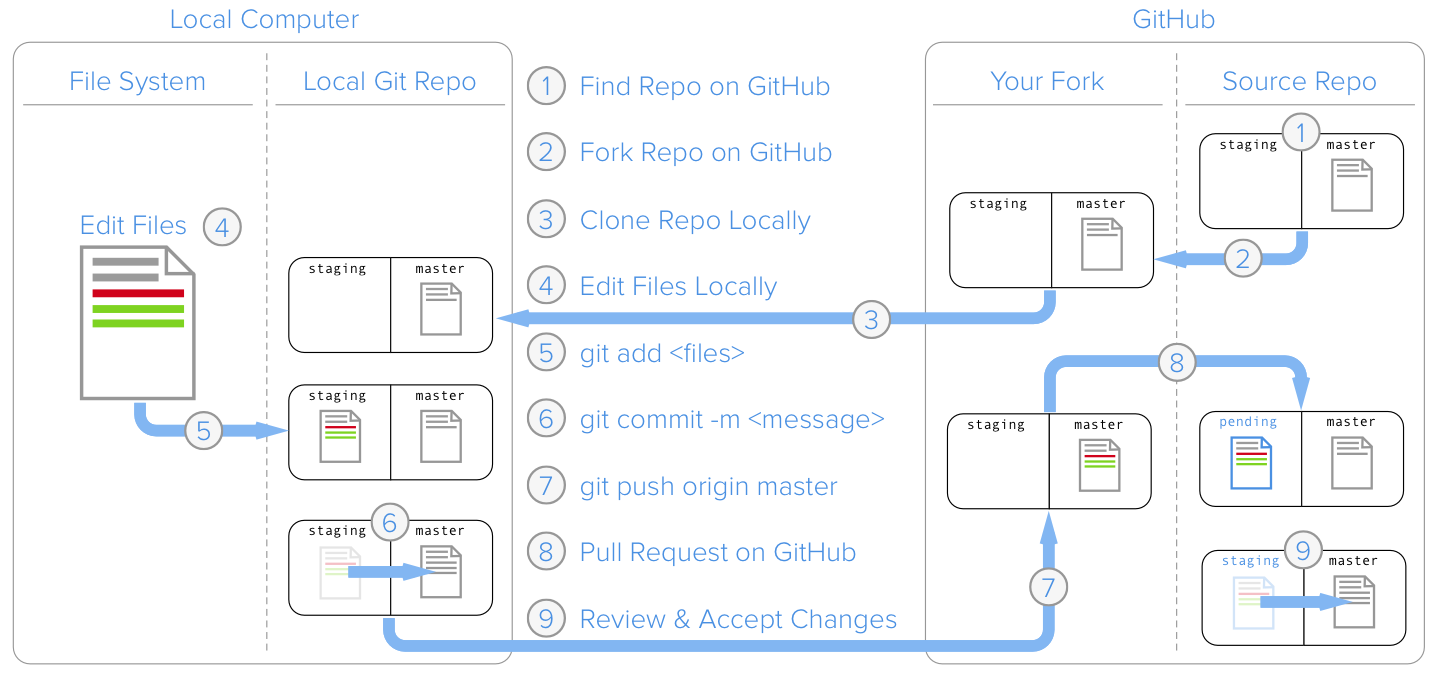 Local Computer
GitHub
File System
Local Git Repo
Your Fork
Source Repo
1 Find Repo on GitHub
2 Fork Repo on GitHub
3 Clone Repo Locally
4 Edit Files Locally
5 git add <files>
6 git commit -m <message>
7 git push origin master
8 Pull Request on GitHub
9 Review & Accept Changes
Edit Files 4
5
staging master
staging master
6
staging master
3
7
staging master
2
staging master
8
1
staging master
pending master
9
staging master